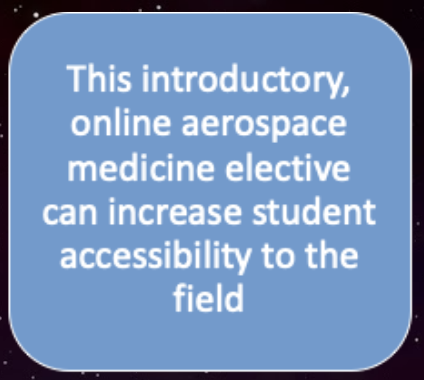 This introductory,
online aerospace
medicine elective
can increase student
accessibility to the
field